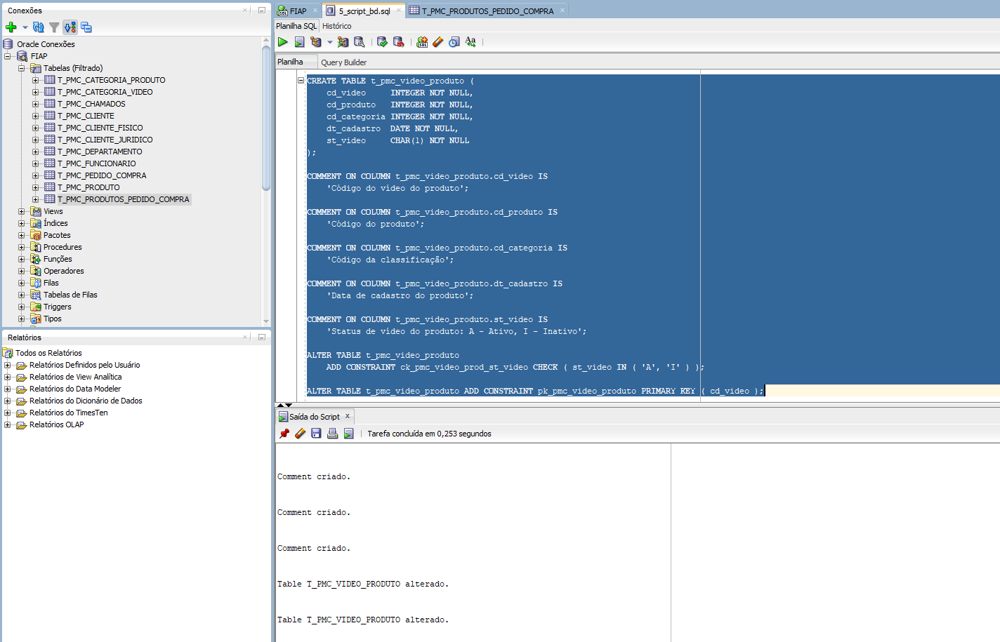 Conexões
Oracle Conexões
FIAP
Tabelas (Filtrado)
T_PMC_CATEGORIA_PRODUTO
T_PMC_CATEGORIA_VIDEO
T_PMC_CHAMADOS
T_PMC_CLIENTE
T_PMC_CLIENTE_FISICO
T_PMC_CLIENTE_JURIDICO
T_PMC_DEPARTAMENTO
T_PMC_FUNCIONARIO
T_PMC_PEDIDO_COMPRA
T_PMC_PRODUTO
T_PMC_PRODUTOS_PEDIDO_COMPRA
Views
Índices
Pacotes
Procedures
Funções
Operadores
Filas
Tabelas de Filas
Triggers
Tipos
Relatórios
Todos os Relatórios
Relatórios Definidos pelo Usuário
Relatórios de View Analítica
Relatórios do Data Modeler
Relatórios do Dicionário de Dados
Relatórios do TimesTen
Relatórios OLAP
FIAP
5_script_bd.sql
T_PMC_PRODUTOS_PEDIDO_COMPRA
Planilha SQL Histórico
Planilha Query Builder
CREATE TABLE t_pmc_video_produto (
cd_video INTEGER NOT NULL,
cd_produto INTEGER NOT NULL,
cd_categoria INTEGER NOT NULL,
dt_cadastro DATE NOT NULL,
st_video CHAR(1) NOT NULL
);
COMMENT ON COLUMN t_pmc_video_produto.cd_video IS
'Código do vídeo do produto';
COMMENT ON COLUMN t_pmc_video_produto.cd_produto IS
'Código do produto';
COMMENT ON COLUMN t_pmc_video_produto.cd_categoria IS
'Código da classificação';
COMMENT ON COLUMN t_pmc_video_produto.dt_cadastro IS
'Data de cadastro do produto';
COMMENT ON COLUMN t_pmc_video_produto.st_video IS
'Status de vídeo do produto: A - Ativo, I - Inativo';
ALTER TABLE t_pmc_video_produto
ADD CONSTRAINT ck_pmc_video_prod_st_video CHECK ( st_video IN ( 'A', 'I' ) );
ALTER TABLE t_pmc_video_produto ADD CONSTRAINT pk_pmc_video_produto PRIMARY KEY ( cd_video );
Saída do Script
Tarefa concluída em 0,253 segundos
Comment criado.
Comment criado.
Comment criado.
Table T_PMC_VIDEO_PRODUTO alterado.
Table T_PMC_VIDEO_PRODUTO alterado.